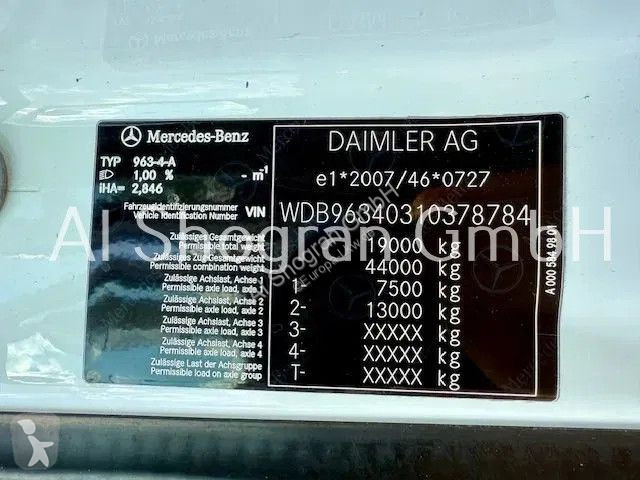 Mercedes-Benz
TYP 963-4-A
1,00 % - m⁻¹
iHA= 2,846
DAIMLER AG
e1*2007/46*0727
Fahrzeugidentifizierungsnummer
Vehicle Identification Number VIN WDB96340310378784
Zulässiges Gesamtgewicht
Permissible total weight 19000 kg
Zulässiges Zug Gesamtgewicht
Permissible combination weight 44000 kg
Zulässige Achslast, Achse 1
Permissible axle load, axle 1 1- 7500 kg
Zulässige Achslast, Achse 2
Permissible axle load, axle 2 2- 13000 kg
Zulässige Achslast, Achse 3
Permissible axle load, axle 3 3- XXXXX kg
Zulässige Achslast, Achse 4
Permissible axle load, axle 4 4- XXXXX kg
Zulässige Last der Achsgruppe
Permissible load on axle group T- XXXXX kg
A 000 584 98 01
Al Shogran GmbH
Al Shogran GmbH